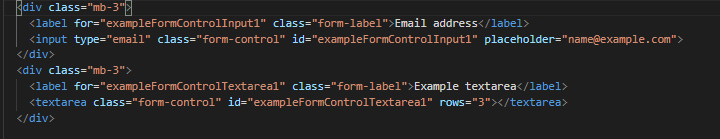 <div class="mb-3">
<label for="exampleFormControlInput1" class="form-label">Email address</label>
<input type="email" class="form-control" id="exampleFormControlInput1" placeholder="name@example.com">
</div>
<div class="mb-3">
<label for="exampleFormControlTextarea1" class="form-label">Example textarea</label>
<textarea class="form-control" id="exampleFormControlTextarea1" rows="3"></textarea>
</div>